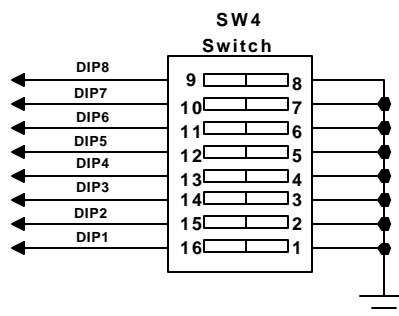 SW4
Switch
DIP8 9 8
DIP7 10 7
DIP6 11 6
DIP5 12 5
DIP4 13 4
DIP3 14 3
DIP2 15 2
DIP1 16 1